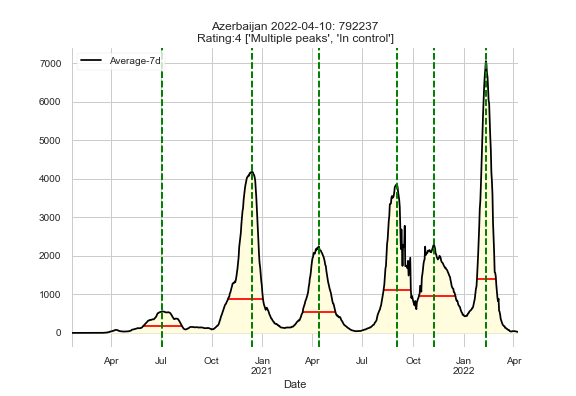 Azerbaijan 2022-04-10: 792237
Rating:4 ['Multiple peaks', 'In control']
Average-7d
7000
6000
5000
4000
3000
2000
1000
0
Apr Jul Oct Jan Apr Jul Oct Jan Apr
2021 2022
Date